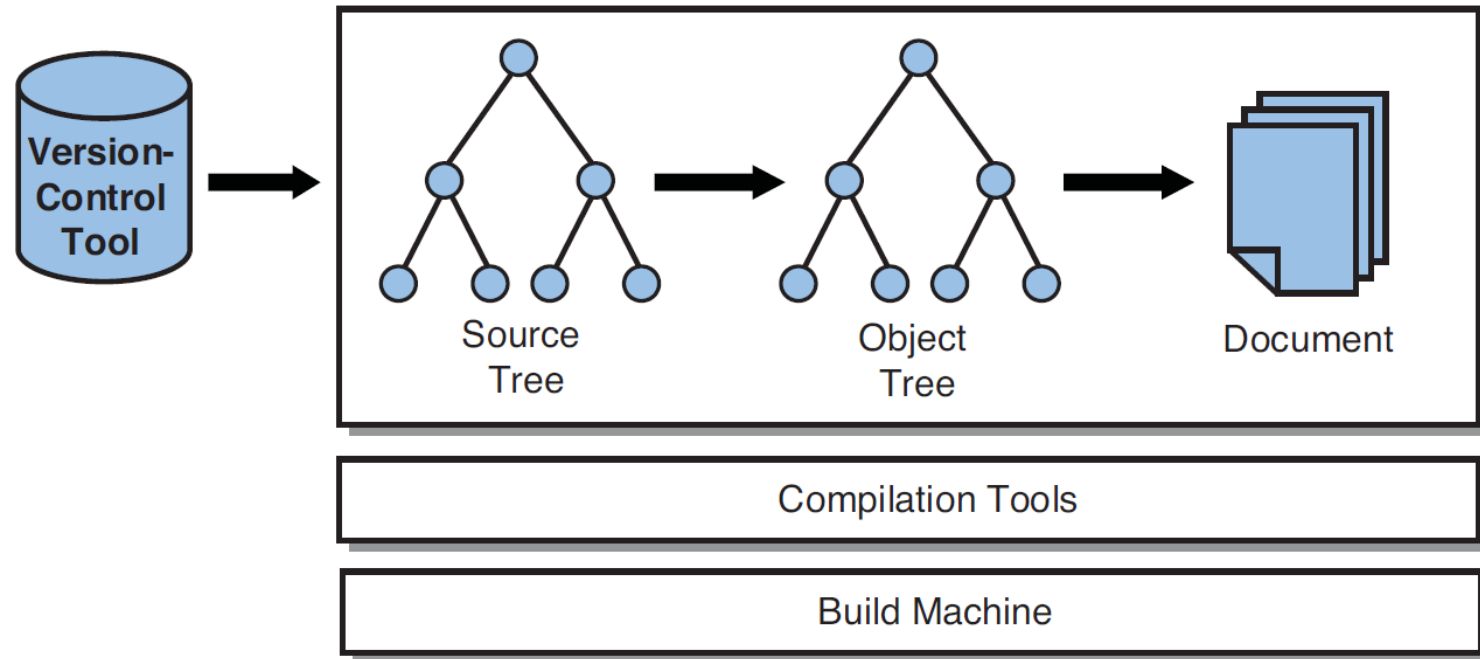 Version-
Control
Tool
Source
Tree
Object
Tree
Document
Compilation Tools
Build Machine